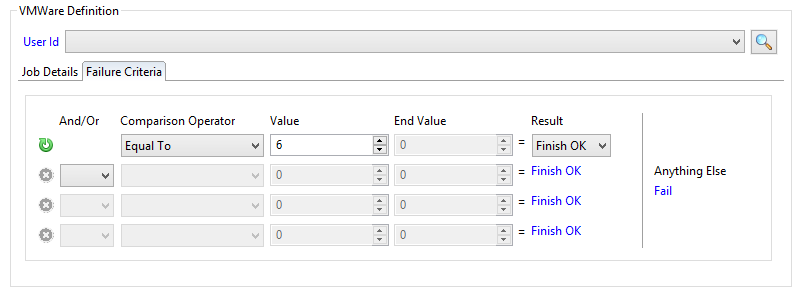 VMWare Definition
User Id
Job Details Failure Criteria
And/Or Comparison Operator Value End Value Result
Equal To 6 0 = Finish OK
0 0 = Finish OK
0 0 = Finish OK
0 0 = Finish OK
Anything Else
Fail